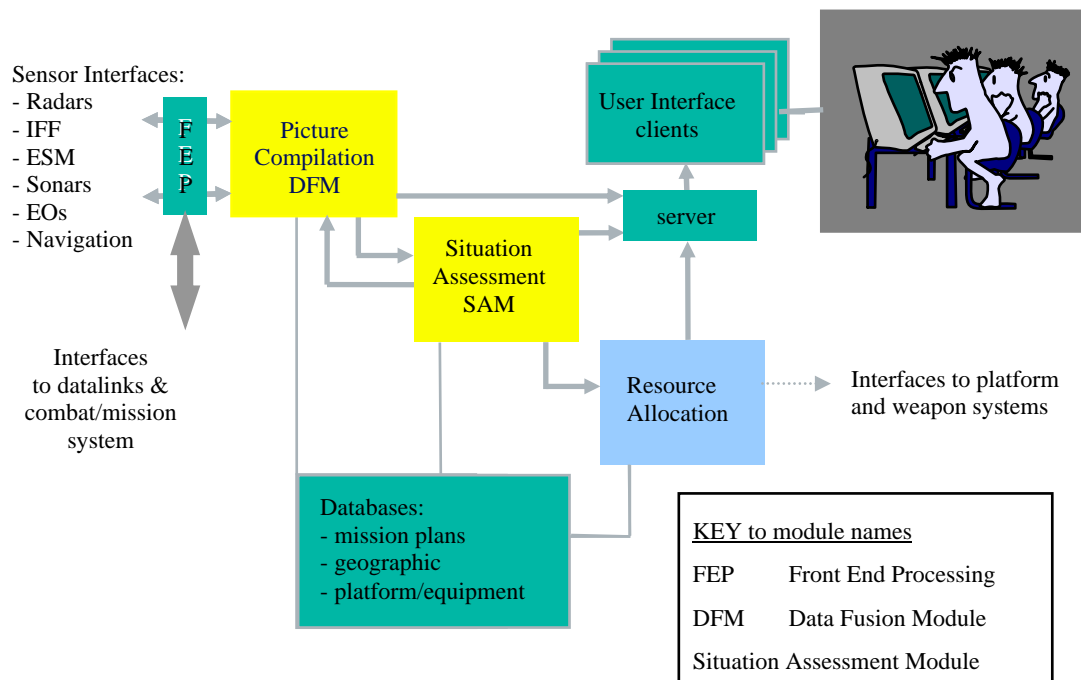 Sensor Interfaces:
- Radars
- IFF
- ESM
- Sonars
- EOs
- Navigation
F
E
P
Picture
Compilation
DFM
User Interface
clients
server
Situation
Assessment
SAM
Interfaces
to datalinks &
combat/mission
system
Resource
Allocation
Interfaces to platform
and weapon systems
Databases:
- mission plans
- geographic
- platform/equipment
KEY to module names
FEP Front End Processing
DFM Data Fusion Module
Situation Assessment Module